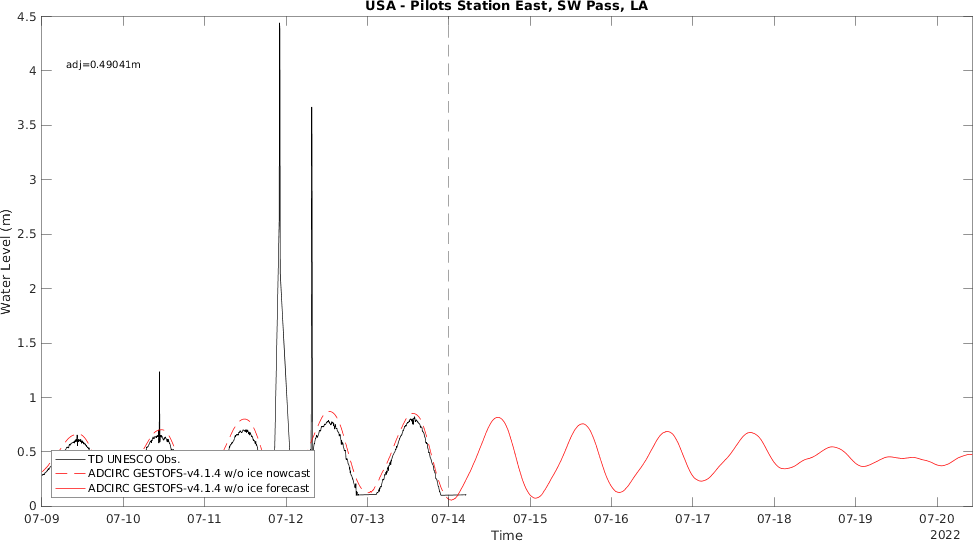 USA - Pilots Station East, SW Pass, LA
4.5
adj=0.49041m
4
3.5
3
2.5
2
1.5
1
0.5
0
Water Level (m)
TD UNESCO Obs.
ADCIRC GESTOFS-v4.1.4 w/o ice nowcast
ADCIRC GESTOFS-v4.1.4 w/o ice forecast
07-09 07-10 07-11 07-12 07-13 07-14 07-15 07-16 07-17 07-18 07-19 07-20
Time
2022